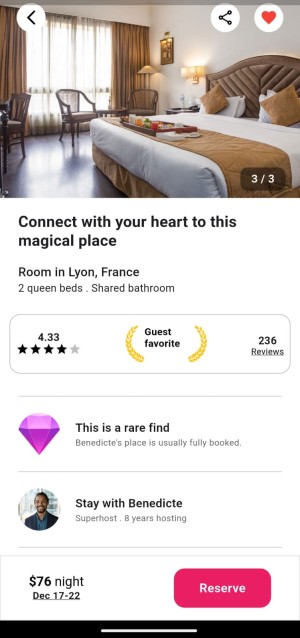 3 / 3
Connect with your heart to this
magical place
Room in Lyon, France
2 queen beds . Shared bathroom
4.33
Guest
favorite
236
Reviews
This is a rare find
Benedicte's place is usually fully booked.
Stay with Benedicte
Superhost . 8 years hosting
$76 night
Dec 17-22
Reserve